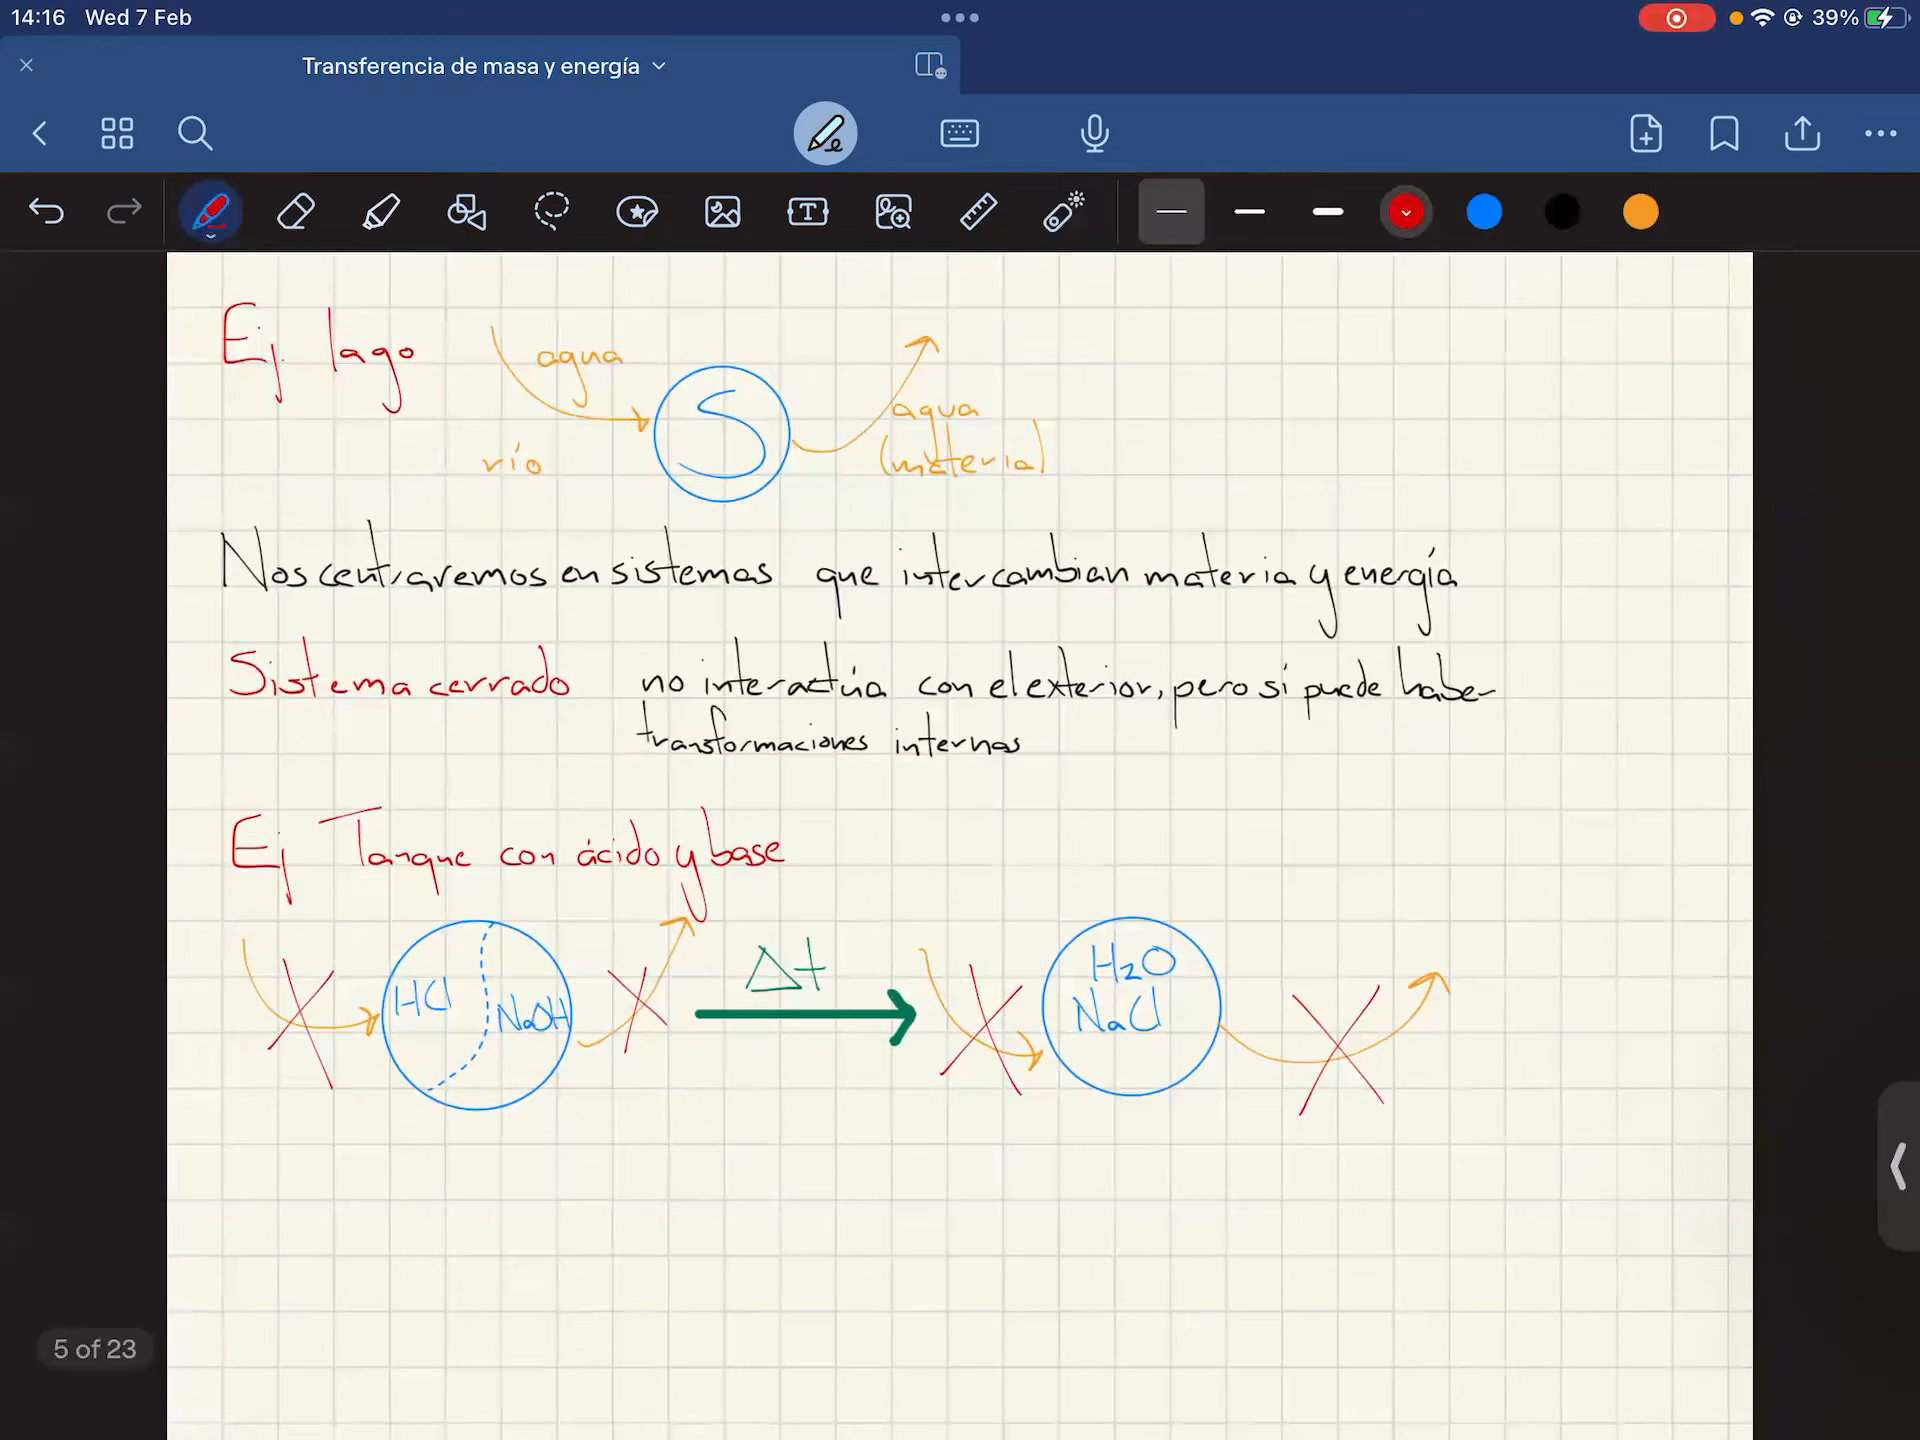 14:16 Wed 7 Feb
39%
Transferencia de masa y energía
Ej lago
agua
S
agua
río
(material)
Nos centraremos en sistemas que intercambian materia y energía
Sistema cerrado no interactúa con el exterior, pero sí puede haber
transformaciones internas
Ej Tanque con ácido y base
HCl NaOH
Δt
H2O
NaCl
5 of 23